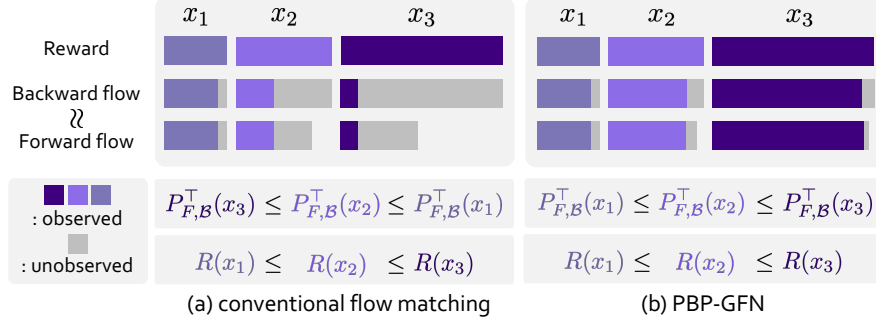 x₁ x₂ x₃
x₁ x₂ x₃
Reward
Backward flow
≈
Forward flow
: observed
: unobserved
P⊤F,𝓑(x₃) ≤ P⊤F,𝓑(x₂) ≤ P⊤F,𝓑(x₁)
R(x₁) ≤ R(x₂) ≤ R(x₃)
(a) conventional flow matching
P⊤F,𝓑(x₁) ≤ P⊤F,𝓑(x₂) ≤ P⊤F,𝓑(x₃)
R(x₁) ≤ R(x₂) ≤ R(x₃)
(b) PBP-GFN